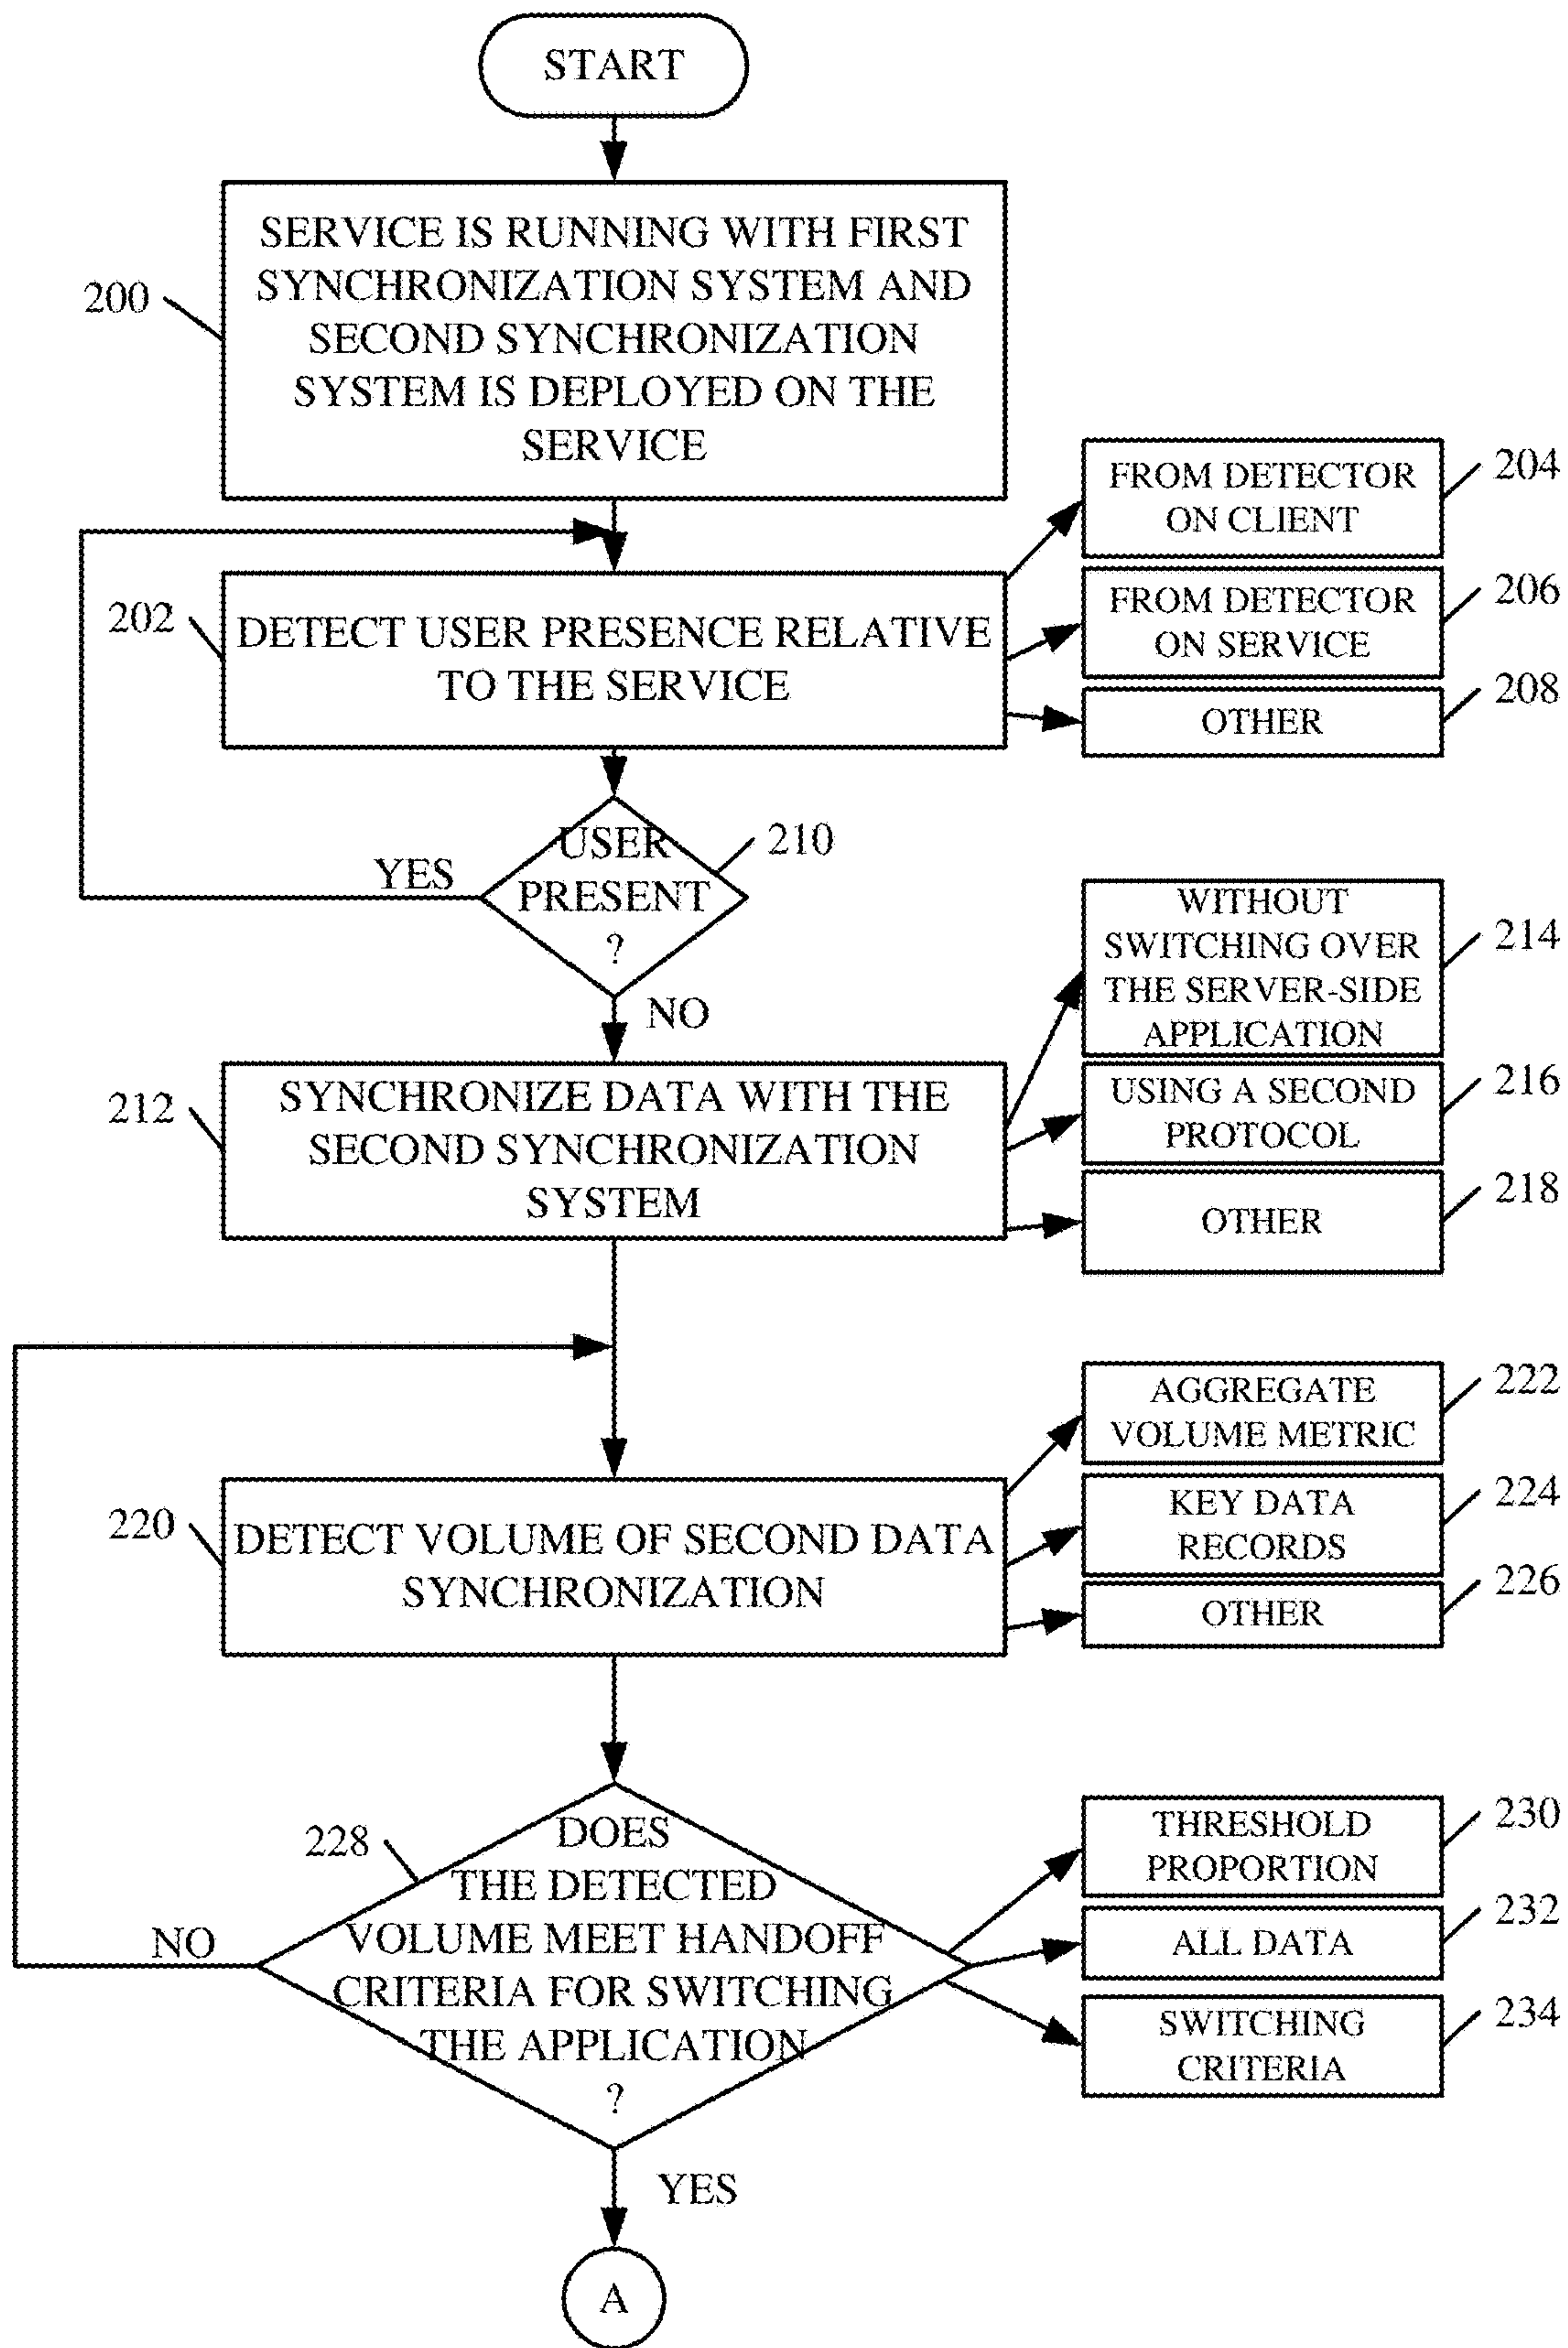 START
SERVICE IS RUNNING WITH FIRST
SYNCHRONIZATION SYSTEM AND
SECOND SYNCHRONIZATION
SYSTEM IS DEPLOYED ON THE
SERVICE
200
FROM DETECTOR
ON CLIENT
204
202
DETECT USER PRESENCE RELATIVE
TO THE SERVICE
FROM DETECTOR
ON SERVICE
206
OTHER
208
USER
PRESENT
?
210
YES
NO
WITHOUT
SWITCHING OVER
THE SERVER-SIDE
APPLICATION
214
212
SYNCHRONIZE DATA WITH THE
SECOND SYNCHRONIZATION
SYSTEM
USING A SECOND
PROTOCOL
216
OTHER
218
AGGREGATE
VOLUME METRIC
222
220
DETECT VOLUME OF SECOND DATA
SYNCHRONIZATION
KEY DATA
RECORDS
224
OTHER
226
228
DOES
THE DETECTED
VOLUME MEET HANDOFF
CRITERIA FOR SWITCHING
THE APPLICATION
?
NO
THRESHOLD
PROPORTION
230
ALL DATA
232
SWITCHING
CRITERIA
234
YES
A